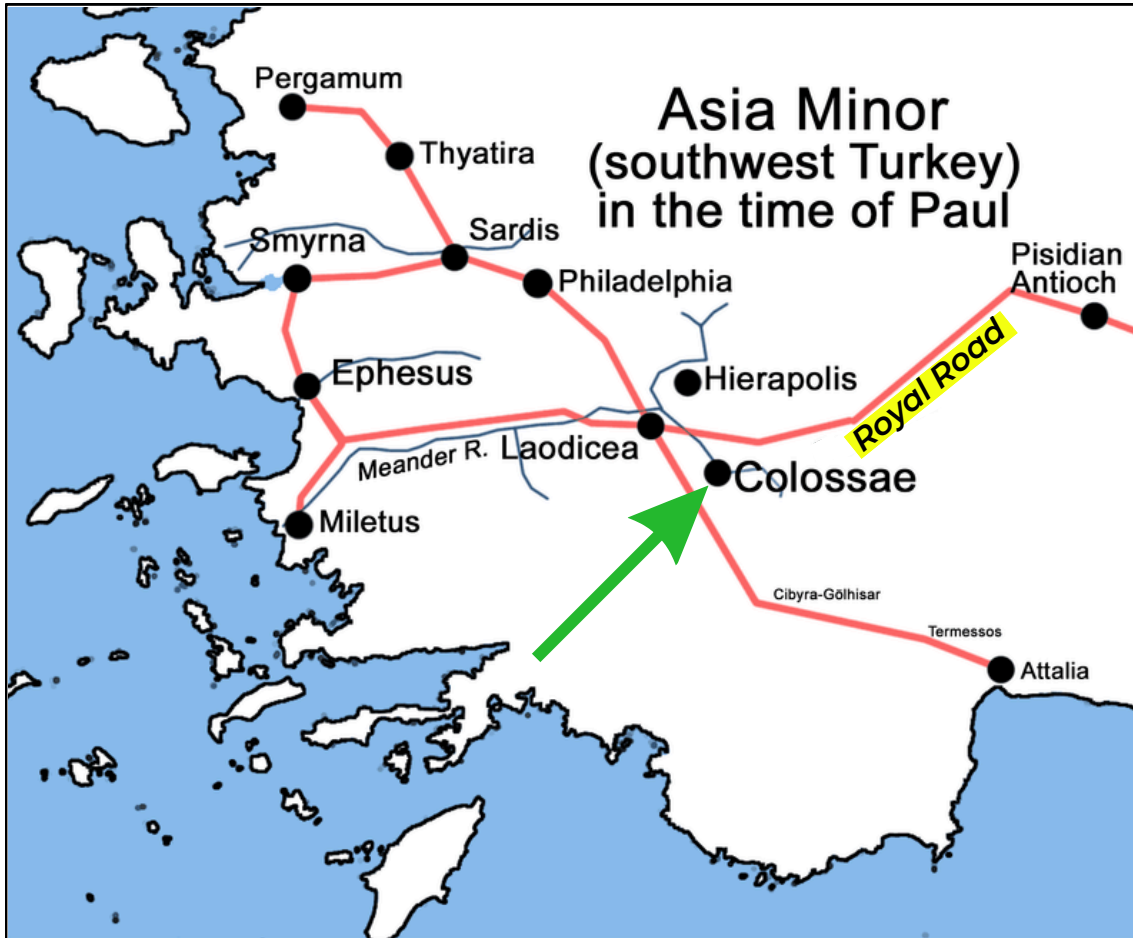 Pergamum
Asia Minor
(southwest Turkey)
in the time of Paul
Thyatira
Smyrna
Sardis
Philadelphia
Pisidian
Antioch
Royal Road
Ephesus
Hierapolis
Meander R.
Laodicea
Colossae
Miletus
Cibyra-Gölhisar
Termessos
Attalia